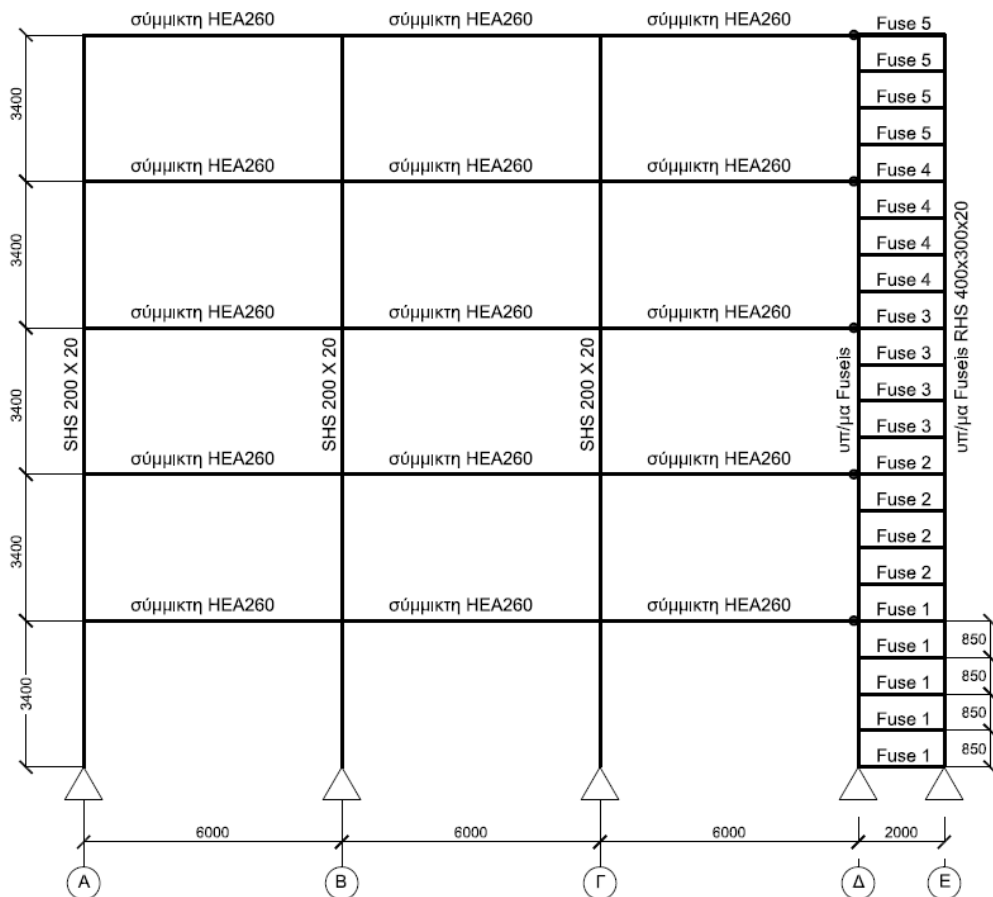 σύμμικτη HEA260 σύμμικτη HEA260 σύμμικτη HEA260 Fuse 5
Fuse 5
3400
Fuse 5
Fuse 5
σύμμικτη HEA260 σύμμικτη HEA260 σύμμικτη HEA260 Fuse 4
Fuse 4
3400
Fuse 4
Fuse 4
σύμμικτη HEA260 σύμμικτη HEA260 σύμμικτη HEA260 Fuse 3
Fuse 3
3400
Fuse 3
Fuse 3
SHS 200 X 20
SHS 200 X 20
SHS 200 X 20
υπ/μα Fuseis
υπ/μα Fuseis RHS 400x300x20
σύμμικτη HEA260 σύμμικτη HEA260 σύμμικτη HEA260 Fuse 2
Fuse 2
3400
Fuse 2
Fuse 2
σύμμικτη HEA260 σύμμικτη HEA260 σύμμικτη HEA260 Fuse 1
Fuse 1 850
3400
Fuse 1 850
Fuse 1 850
Fuse 1 850
6000 6000 6000 2000
Α Β Γ Δ Ε